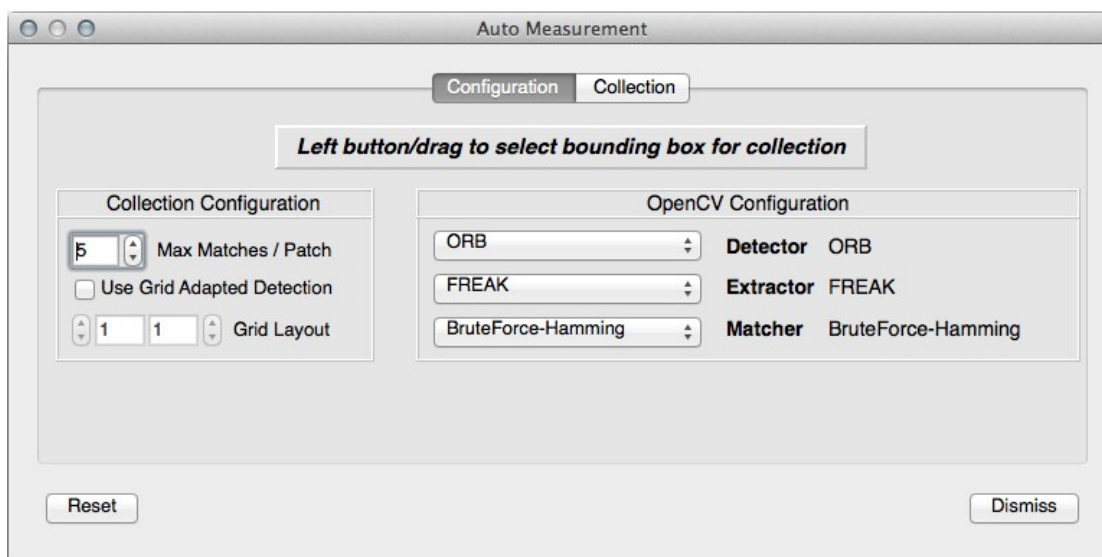 Auto Measurement
Configuration Collection
Left button/drag to select bounding box for collection
Collection Configuration
5 Max Matches / Patch
Use Grid Adapted Detection
1 1 Grid Layout
OpenCV Configuration
ORB Detector ORB
FREAK Extractor FREAK
BruteForce-Hamming Matcher BruteForce-Hamming
Reset Dismiss